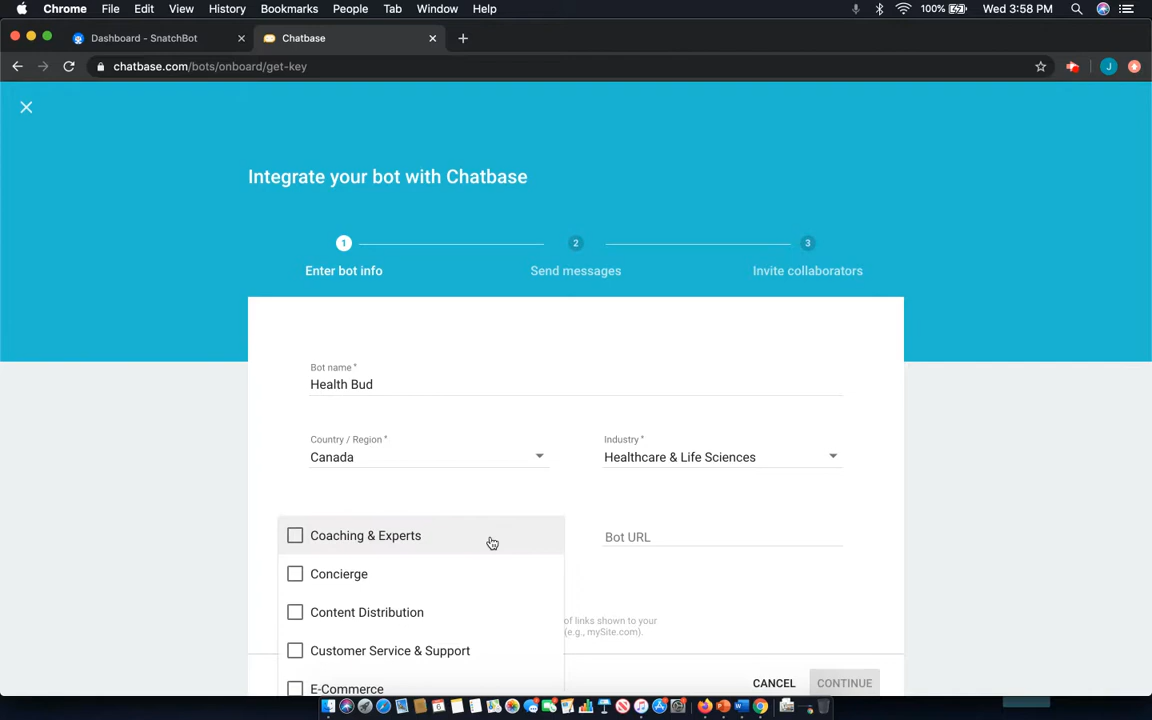 Chrome File Edit View History Bookmarks People Tab Window Help 100% Wed 3:58 PM
Dashboard - SnatchBot Chatbase
chatbase.com/bots/onboard/get-key J
Integrate your bot with Chatbase
1 2 3
Enter bot info Send messages Invite collaborators
Bot name *
Health Bud
Country / Region * Industry *
Canada Healthcare & Life Sciences
Coaching & Experts Bot URL
Concierge
Content Distribution
of links shown to your
(e.g., mySite.com).
Customer Service & Support
E-Commerce
CANCEL CONTINUE